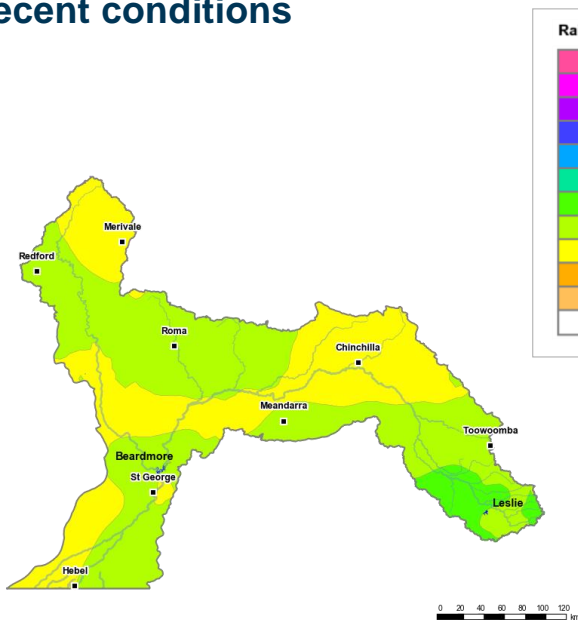 ecent conditions
Ra
Merivale
Redford
Roma
Chinchilla
Meandarra
Toowoomba
Beardmore
St George
Leslie
Hebel
0 20 40 60 80 100 120
km